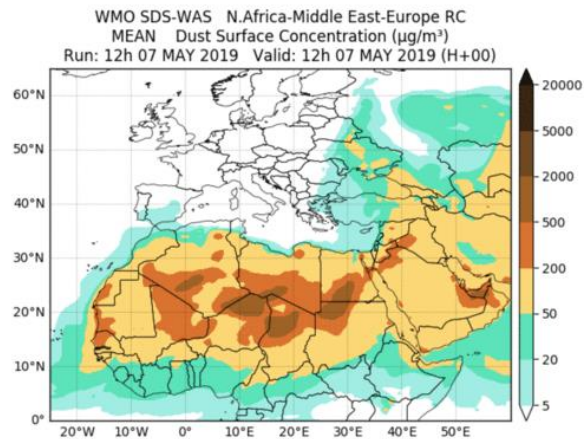 WMO SDS-WAS N.Africa-Middle East-Europe RC
MEAN Dust Surface Concentration (µg/m³)
Run: 12h 07 MAY 2019 Valid: 12h 07 MAY 2019 (H+00)
60°N
50°N
40°N
30°N
20°N
10°N
0°
20°W
10°W
0°
10°E
20°E
30°E
40°E
50°E
20000
5000
2000
500
200
50
20
5